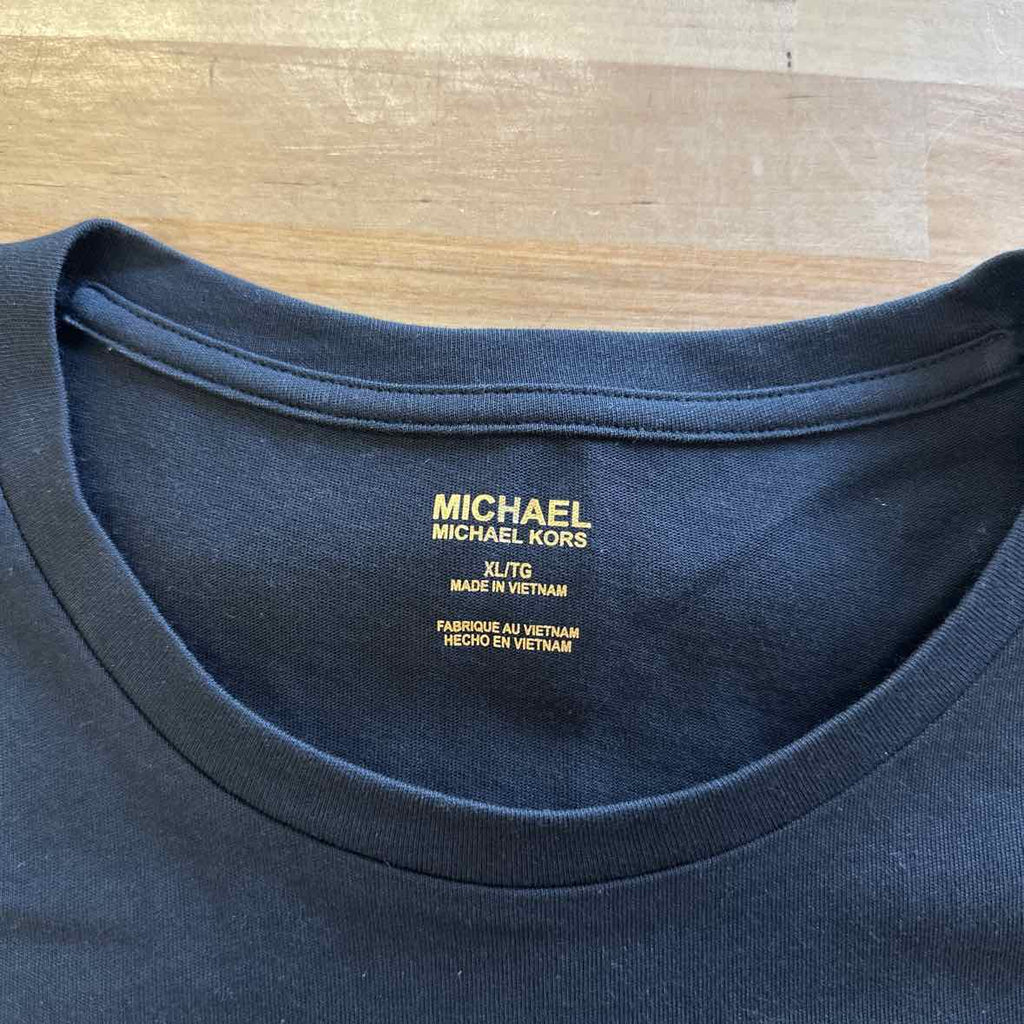 MICHAEL
MICHAEL KORS
XL/TG
MADE IN VIETNAM
FABRIQUE AU VIETNAM
HECHO EN VIETNAM